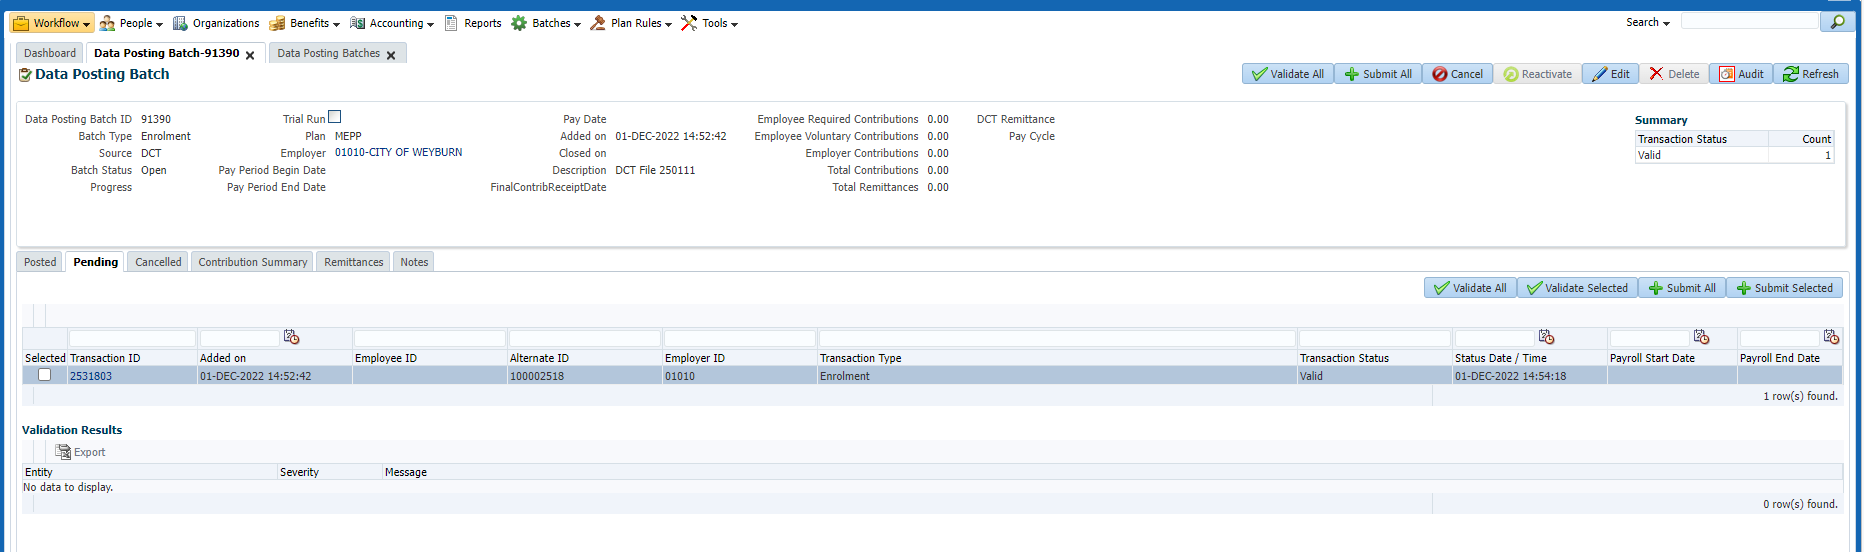 Workflow People Organizations Benefits Accounting Reports Batches Plan Rules Tools Search
Dashboard Data Posting Batch-91390 Data Posting Batches
Data Posting Batch Validate All Submit All Cancel Reactivate Edit Delete Audit Refresh
Data Posting Batch ID 91390 Trial Run Pay Date Employee Required Contributions 0.00 DCT Remittance Summary
Batch Type Enrolment Plan MEPP Added on 01-DEC-2022 14:52:42 Employee Voluntary Contributions 0.00 Pay Cycle Transaction Status Count
Source DCT Employer 01010-CITY OF WEYBURN Closed on Employer Contributions 0.00 Valid 1
Batch Status Open Pay Period Begin Date Description DCT File 250111 Total Contributions 0.00
Progress Pay Period End Date FinalContribReceiptDate Total Remittances 0.00
Posted Pending Cancelled Contribution Summary Remittances Notes
Validate All Validate Selected Submit All Submit Selected
Selected Transaction ID Added on Employee ID Alternate ID Employer ID Transaction Type Transaction Status Status Date / Time Payroll Start Date Payroll End Date
2531803 01-DEC-2022 14:52:42 100002518 01010 Enrolment Valid 01-DEC-2022 14:54:18
1 row(s) found.
Validation Results
Export
Entity Severity Message
No data to display.
0 row(s) found.